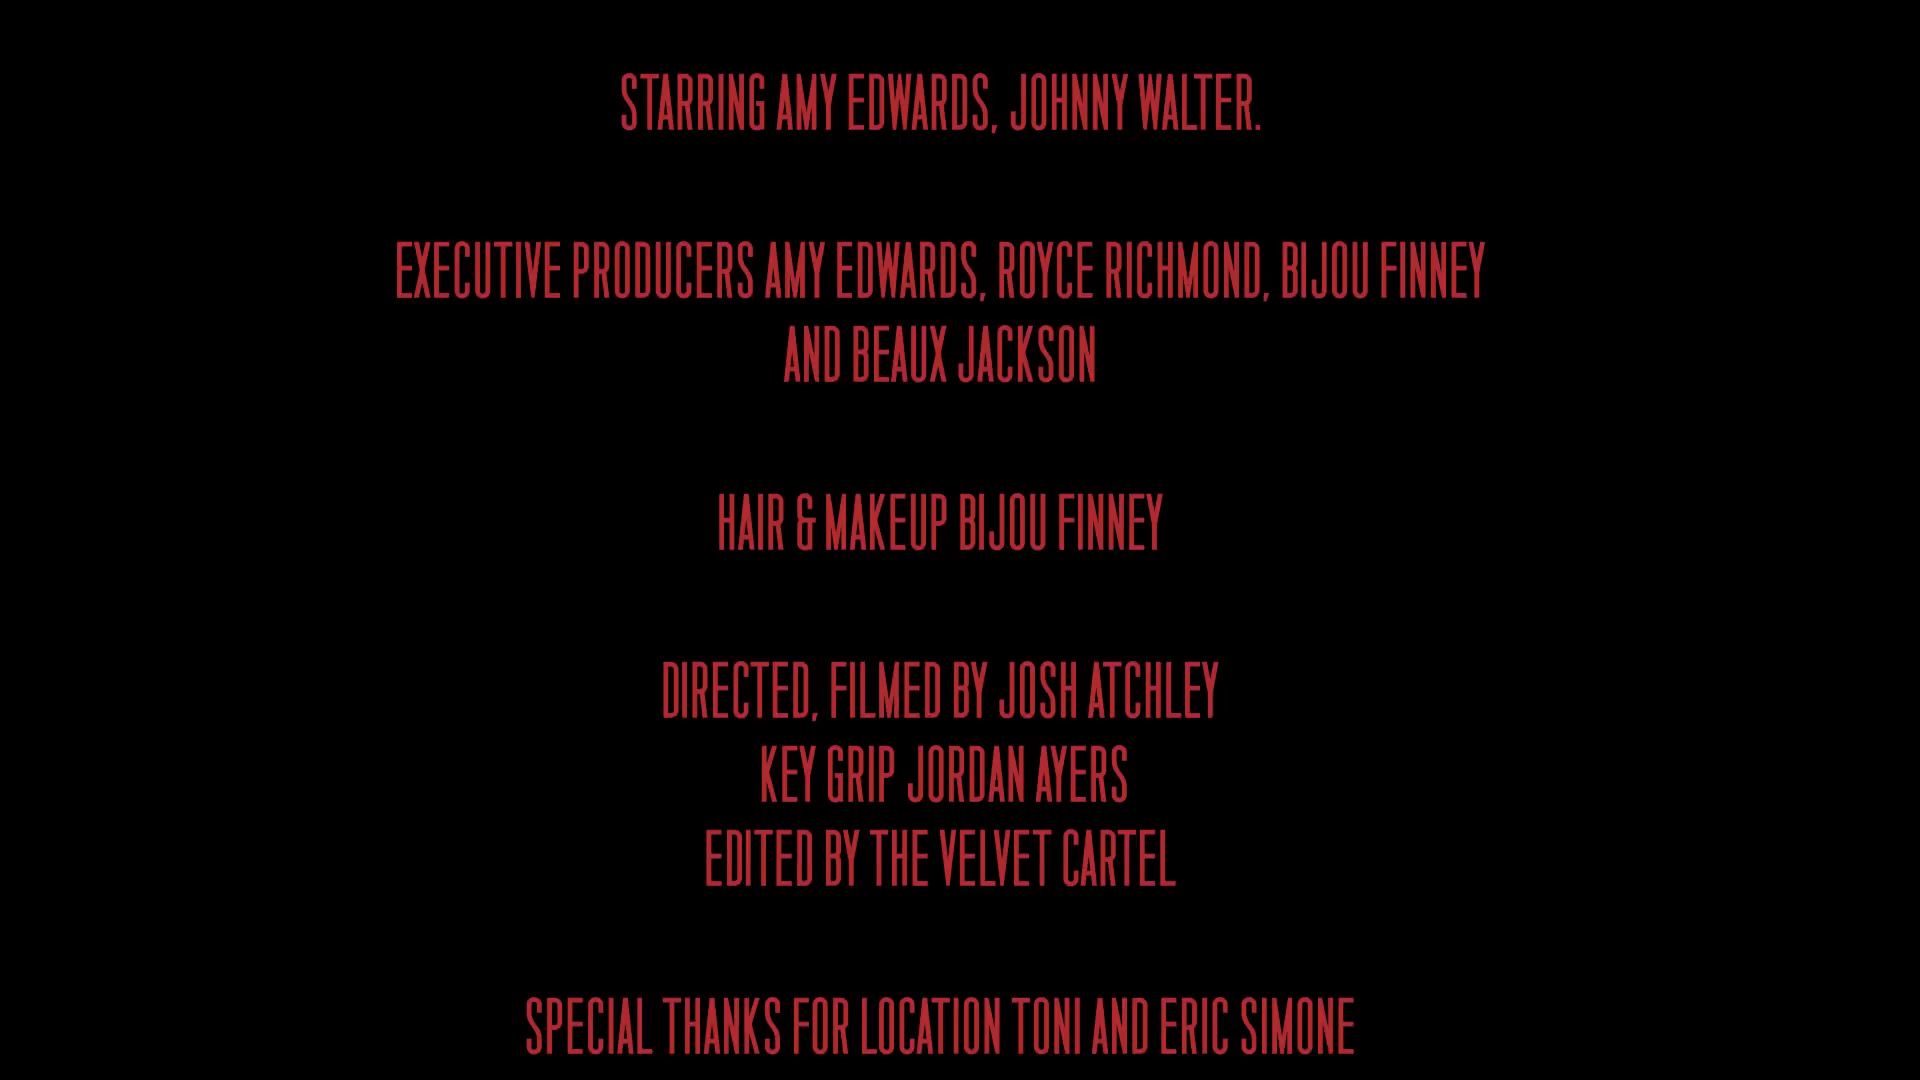 STARRING AMY EDWARDS, JOHNNY WALTER.
EXECUTIVE PRODUCERS AMY EDWARDS, ROYCE RICHMOND, BIJOU FINNEY
AND BEAUX JACKSON
HAIR & MAKEUP BIJOU FINNEY
DIRECTED, FILMED BY JOSH ATCHLEY
KEY GRIP JORDAN AYERS
EDITED BY THE VELVET CARTEL
SPECIAL THANKS FOR LOCATION TONI AND ERIC SIMONE